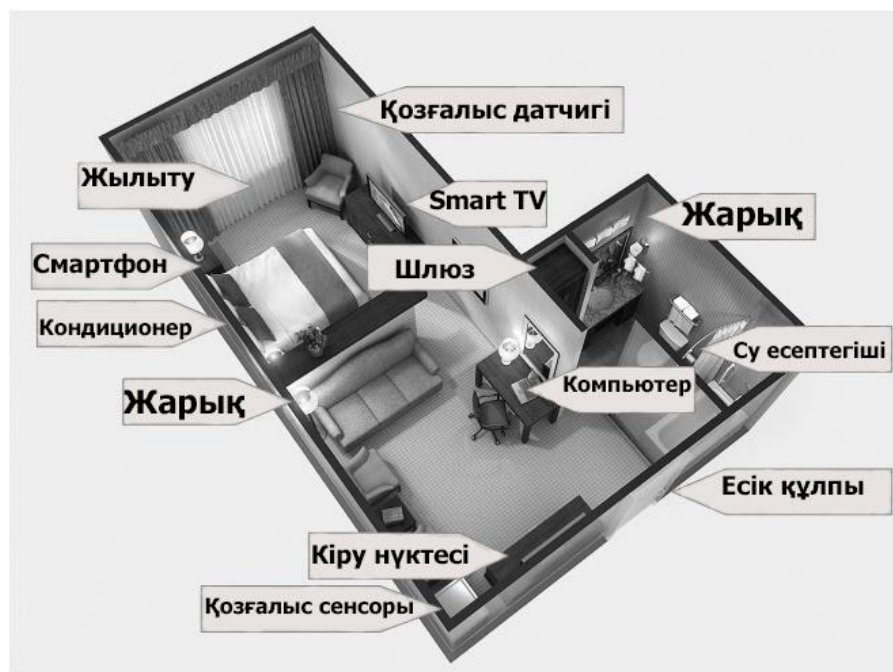 Қозғалыс датчигі
Жылыту
Smart TV
Жарық
Смартфон
Шлюз
Кондиционер
Су есептегіші
Компьютер
Жарық
Есік құлпы
Кіру нүктесі
Қозғалыс сенсоры